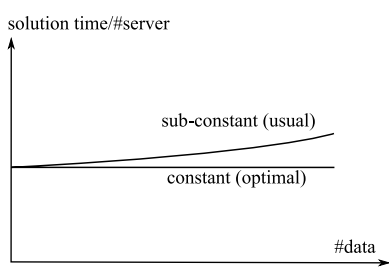 solution time/#server
sub-constant (usual)
constant (optimal)
#data